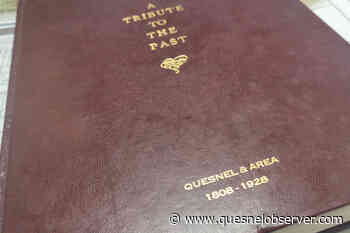 A
TRIBUTE
TO
THE
PAST
QUESNEL & AREA
1808-1928
www.quesnelobserver.com